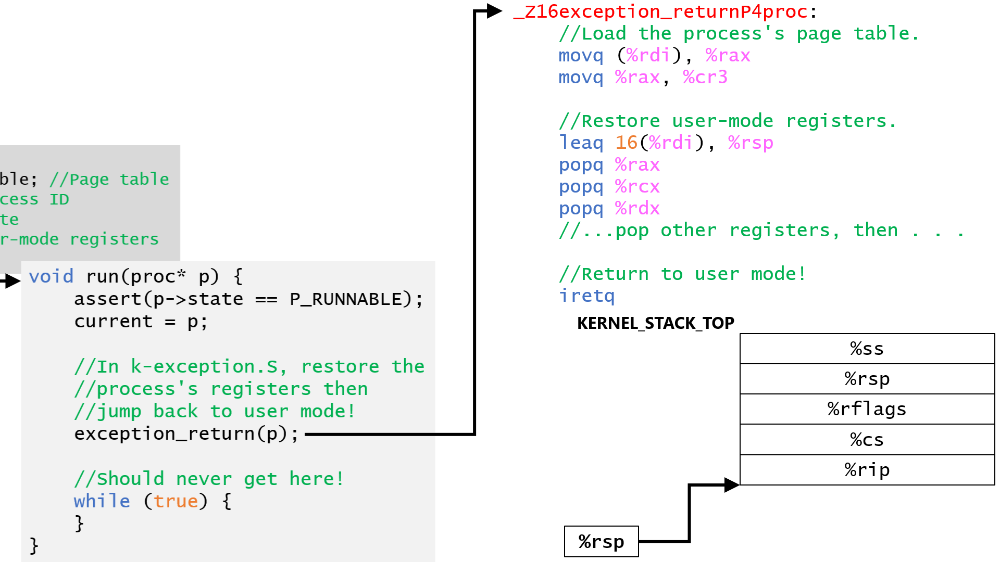 ble; //Page table
cess ID
te
r-mode registers
void run(proc* p) {
assert(p->state == P_RUNNABLE);
current = p;
//In k-exception.S, restore the
//process's registers then
//jump back to user mode!
exception_return(p);
//Should never get here!
while (true) {
}
}
_Z16exception_returnP4proc:
//Load the process's page table.
movq (%rdi), %rax
movq %rax, %cr3
//Restore user-mode registers.
leaq 16(%rdi), %rsp
popq %rax
popq %rcx
popq %rdx
//...pop other registers, then . . .
//Return to user mode!
iretq
KERNEL_STACK_TOP
%ss
%rsp
%rflags
%cs
%rip
%rsp